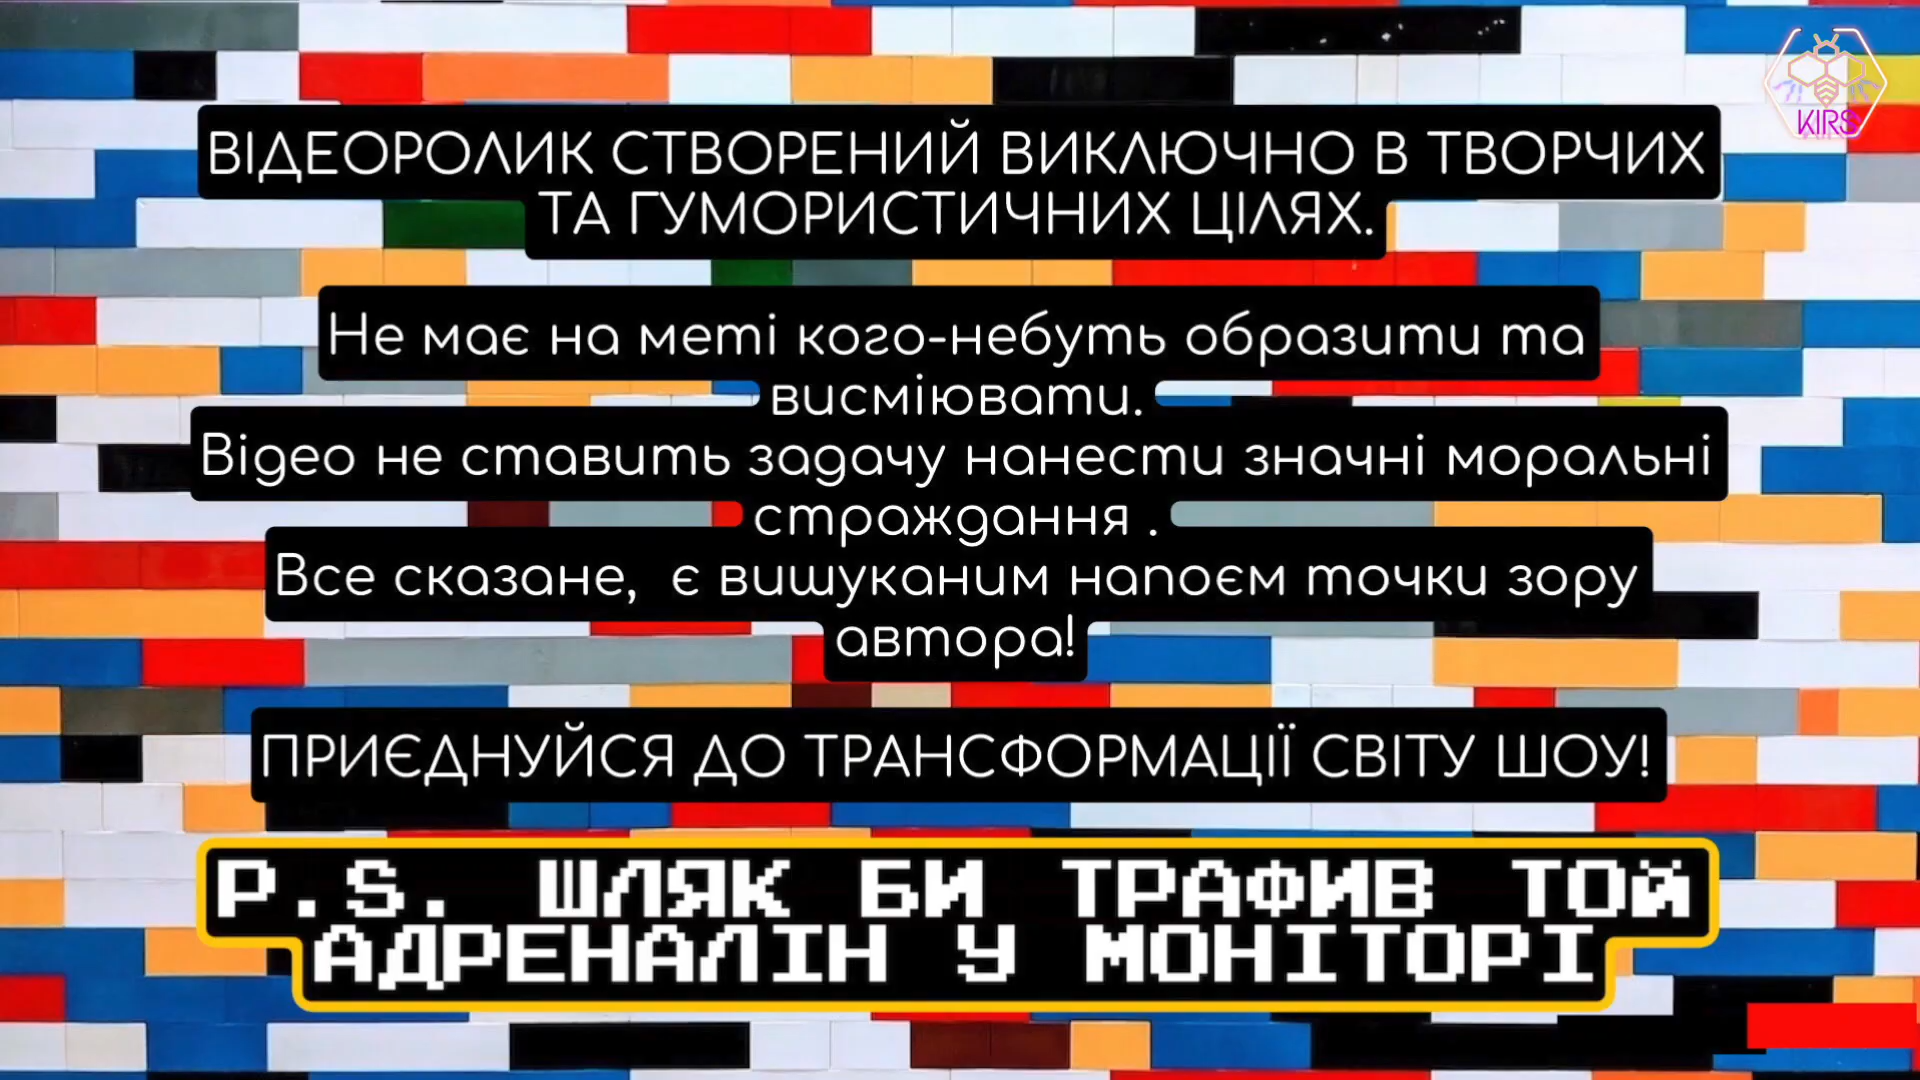 KIRS
ВІДЕОРОЛИК СТВОРЕНИЙ ВИКЛЮЧНО В ТВОРЧИХ
ТА ГУМОРИСТИЧНИХ ЦІЛЯХ.
Не має на меті кого-небуть образити та
висміювати.
Відео не ставить задачу нанести значні моральні
страждання .
Все сказане,  є вишуканим напоєм точки зору
автора!
ПРИЄДНУЙСЯ ДО ТРАНСФОРМАЦІЇ СВІТУ ШОУ!
P.S. ШЛЯК БИ ТРАФИВ ТОЙ
АДРЕНАЛІН У МОНІТОРІ